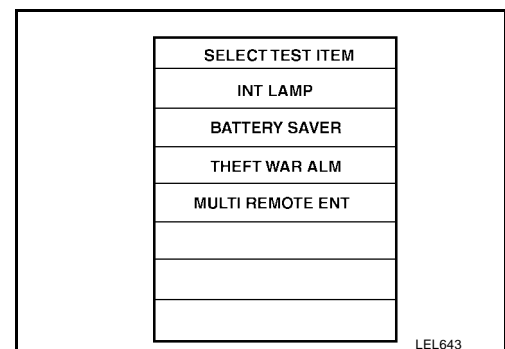 SELECT TEST ITEM
INT LAMP
BATTERY SAVER
THEFT WAR ALM
MULTI REMOTE ENT
LEL643